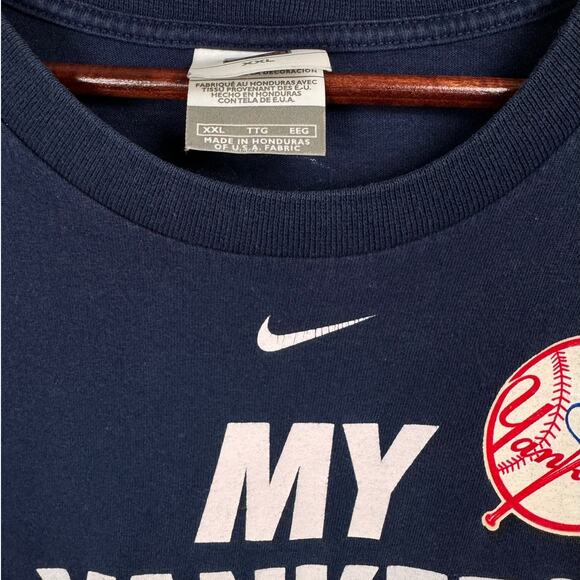 XXL
DECORACION
FABRIQUÉ AU HONDURAS AVEC
TISSU PROVENANT DES É.-U.
HECHO EN HONDURAS
CON TELA DE E.U.A.
XXL TTG EEG
MADE IN HONDURAS
OF U.S.A. FABRIC
MY